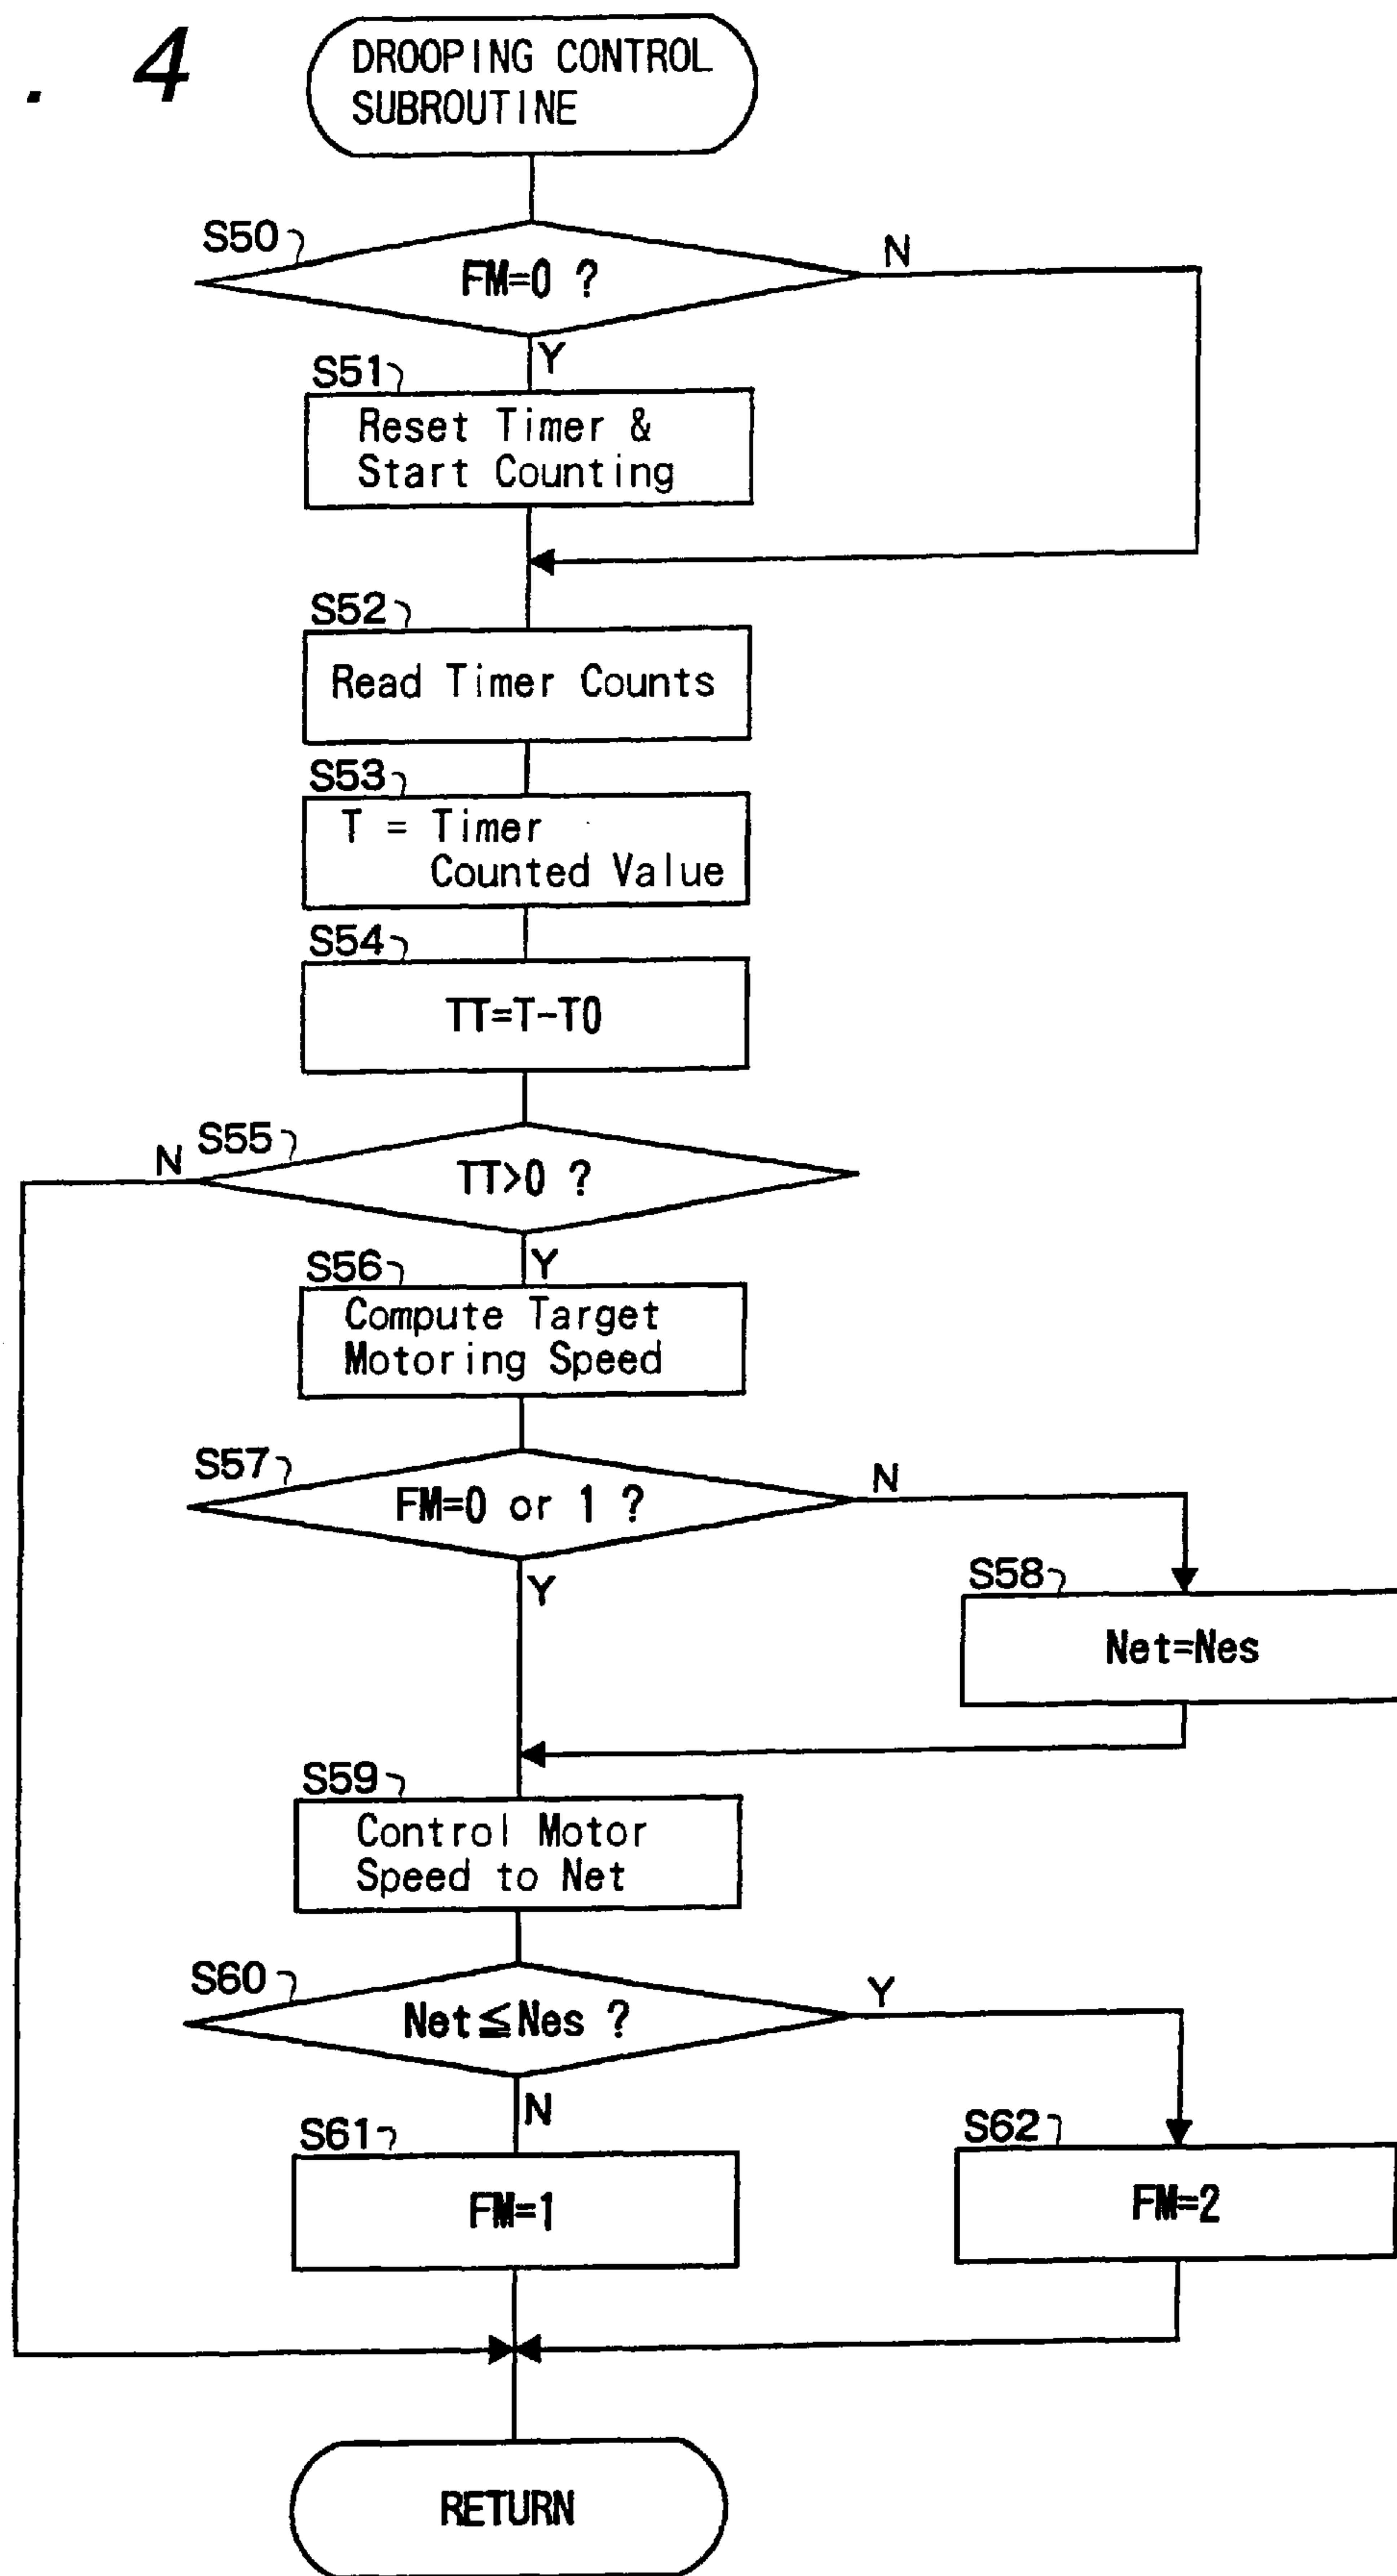 . 4
DROOPING CONTROL
SUBROUTINE
S50
FM=0 ?
N
Y
S51
Reset Timer &
Start Counting
S52
Read Timer Counts
S53
T = Timer
Counted Value
S54
TT=T-T0
S55
N
TT>0 ?
Y
S56
Compute Target
Motoring Speed
S57
FM=0 or 1 ?
N
Y
S58
Net=Nes
S59
Control Motor
Speed to Net
S60
Net≦Nes ?
Y
N
S61
FM=1
S62
FM=2
RETURN